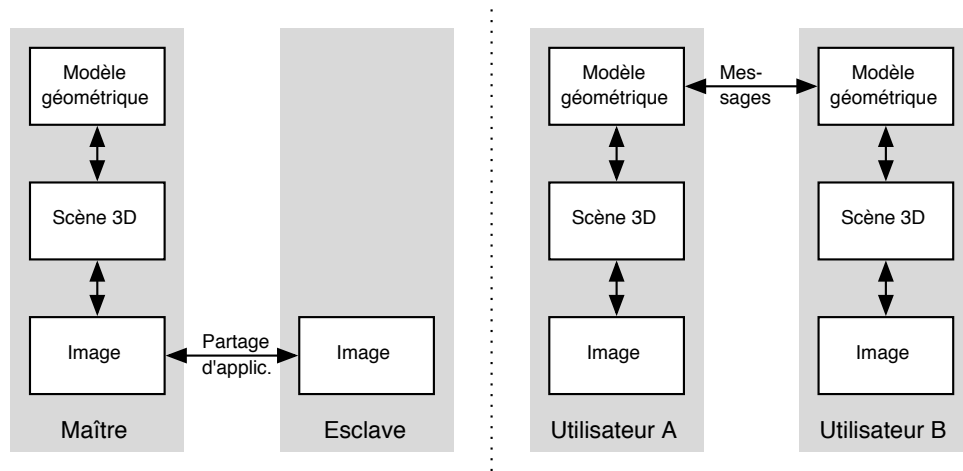 Modèle
géométrique
Scène 3D
Image
Maître
Partage
d'applic.
Image
Esclave
Modèle
géométrique
Scène 3D
Image
Utilisateur A
Mes-
sages
Modèle
géométrique
Scène 3D
Image
Utilisateur B